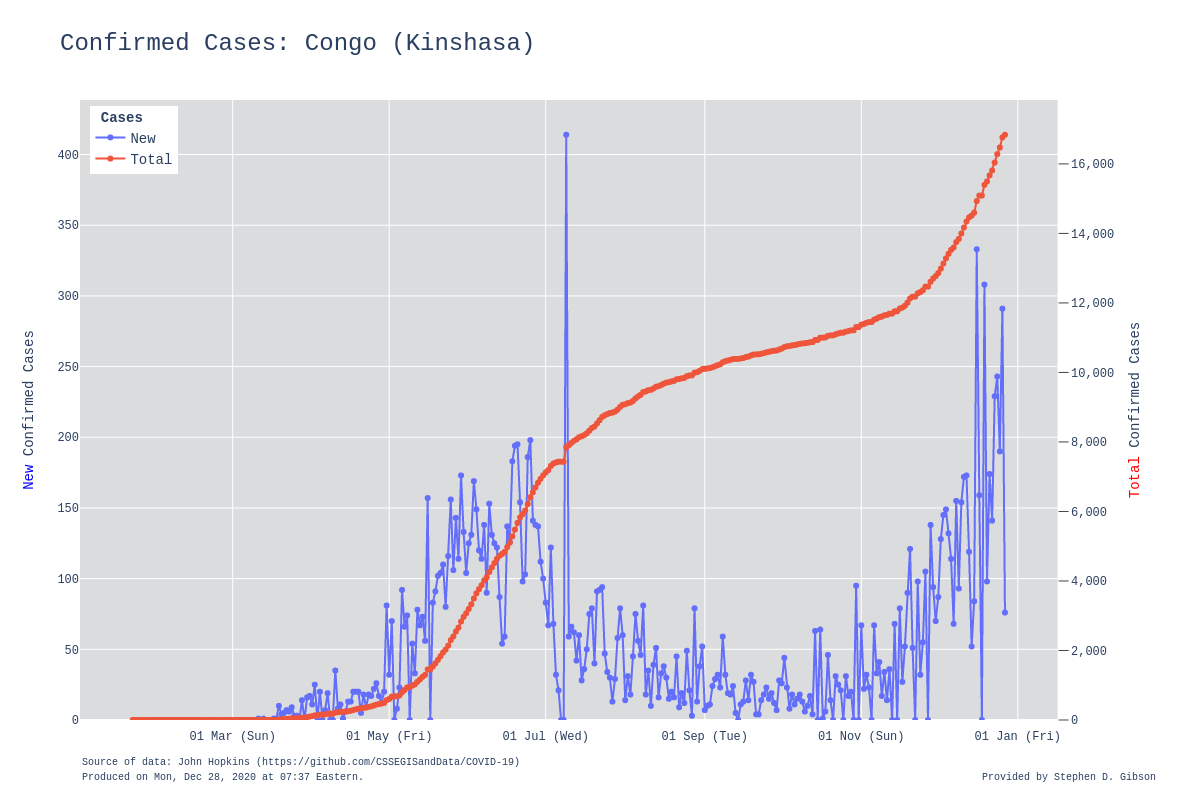 Confirmed Cases: Congo (Kinshasa)
Cases
New
Total
400
350
300
250
200
150
100
50
0
16,000
14,000
12,000
10,000
8,000
6,000
4,000
2,000
0
New Confirmed Cases
Total Confirmed Cases
01 Mar (Sun)
01 May (Fri)
01 Jul (Wed)
01 Sep (Tue)
01 Nov (Sun)
01 Jan (Fri)
Source of data: John Hopkins (https://github.com/CSSEGISandData/COVID-19)
Produced on Mon, Dec 28, 2020 at 07:37 Eastern.
Provided by Stephen D. Gibson